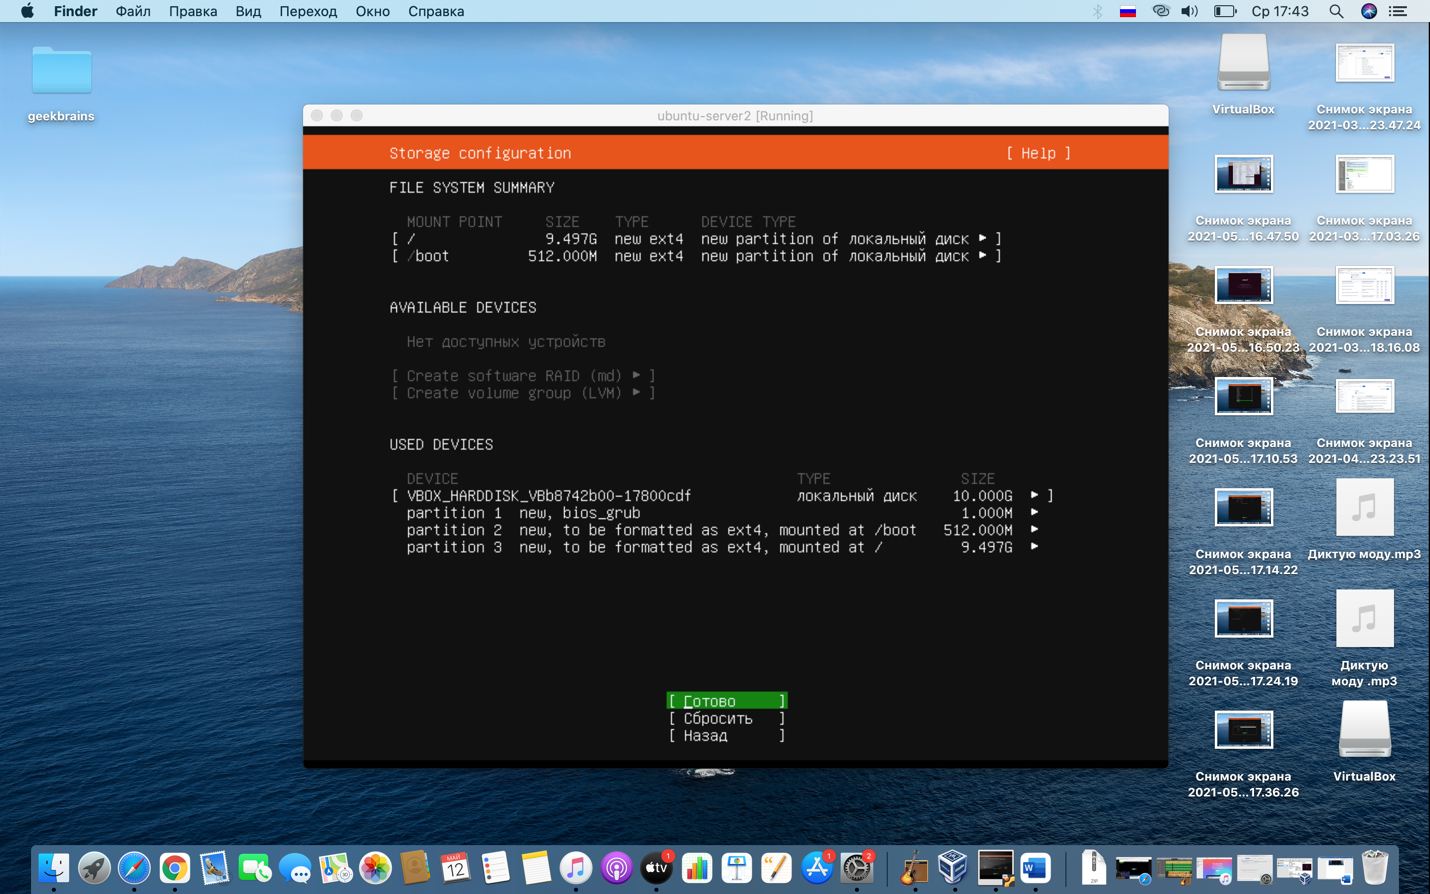 Finder Файл Правка Вид Переход Окно Справка Ср 17:43
geekbrains
ubuntu-server2 [Running]
Storage configuration [ Help ]
FILE SYSTEM SUMMARY
MOUNT POINT SIZE TYPE DEVICE TYPE
[ / 9.497G new ext4 new partition of локальный диск ▸ ]
[ /boot 512.000M new ext4 new partition of локальный диск ▸ ]
AVAILABLE DEVICES
Нет доступных устройств
[ Create software RAID (md) ▸ ]
[ Create volume group (LVM) ▸ ]
USED DEVICES
DEVICE TYPE SIZE
[ VBOX_HARDDISK_VBb8742b00-17800cdf локальный диск 10.000G ▸ ]
partition 1 new, bios_grub 1.000M ▸
partition 2 new, to be formatted as ext4, mounted at /boot 512.000M ▸
partition 3 new, to be formatted as ext4, mounted at / 9.497G ▸
[ Готово ]
[ Сбросить ]
[ Назад ]
VirtualBox
Снимок экрана
2021-03...23.47.24
Снимок экрана
2021-05...16.47.50
Снимок экрана
2021-03...17.03.26
Снимок экрана
2021-05...16.50.23
Снимок экрана
2021-03...18.16.08
Снимок экрана
2021-05...17.10.53
Снимок экрана
2021-04...23.23.51
Снимок экрана
2021-05...17.14.22
Диктую моду.mp3
Снимок экрана
2021-05...17.24.19
Диктую
моду .mp3
Снимок экрана
2021-05...17.36.26
VirtualBox
МАЙ
12
tv
1
1
2
W
ZIP